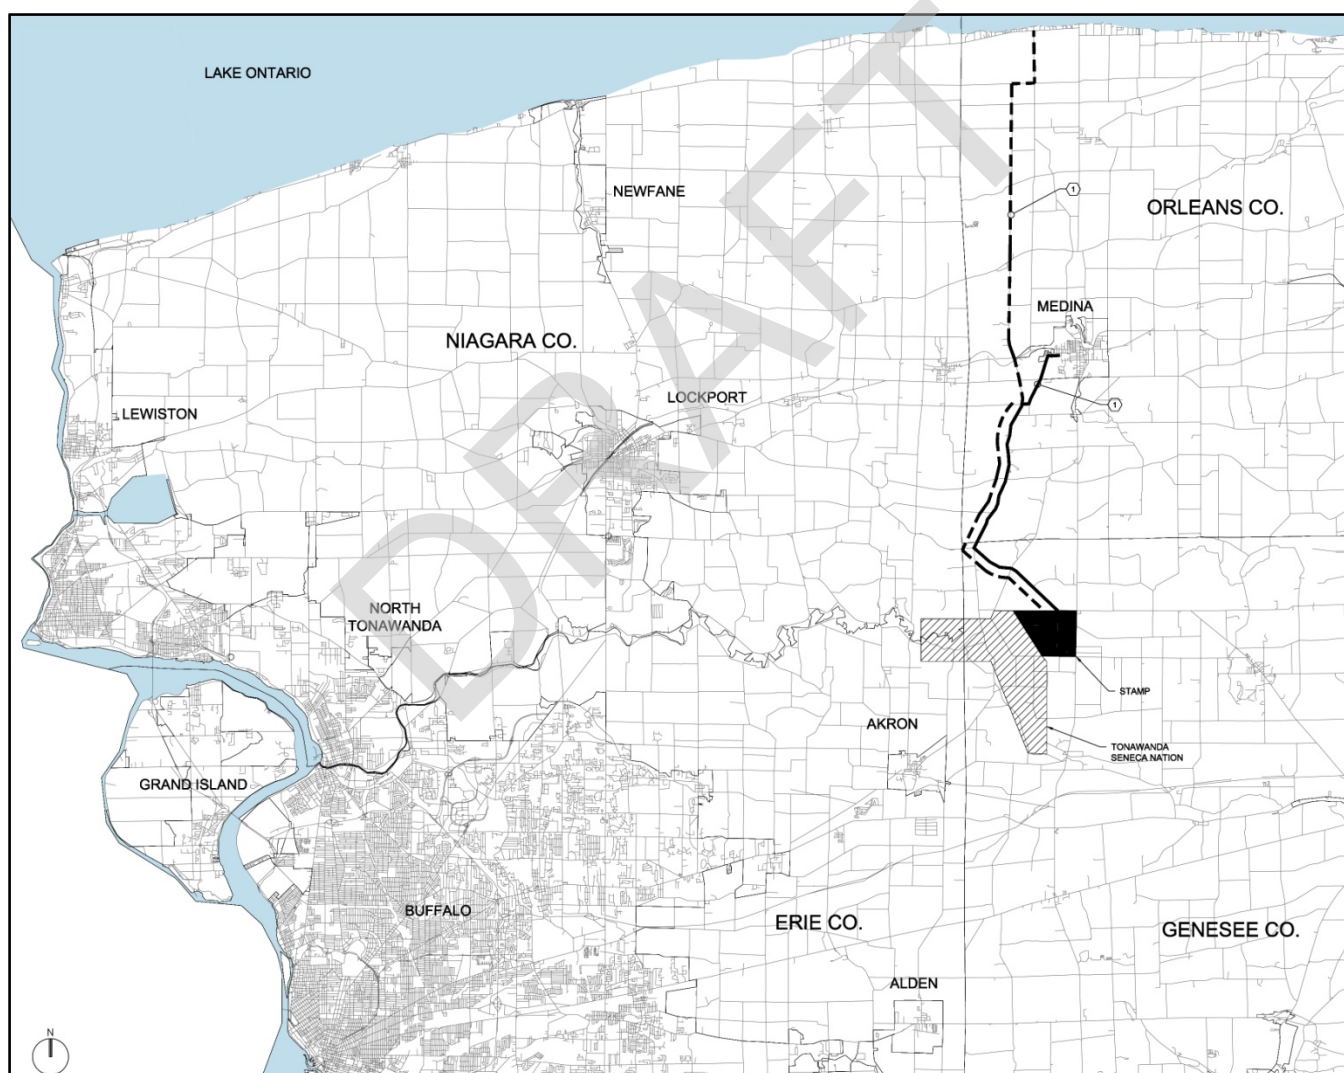 LAKE ONTARIO
NEWFANE
1
ORLEANS CO.
MEDINA
NIAGARA CO.
LOCKPORT
1
LEWISTON
DRAFT
NORTH
TONAWANDA
STAMP
AKRON
TONAWANDA
SENECA NATION
GRAND ISLAND
BUFFALO
ERIE CO.
GENESEE CO.
ALDEN
N